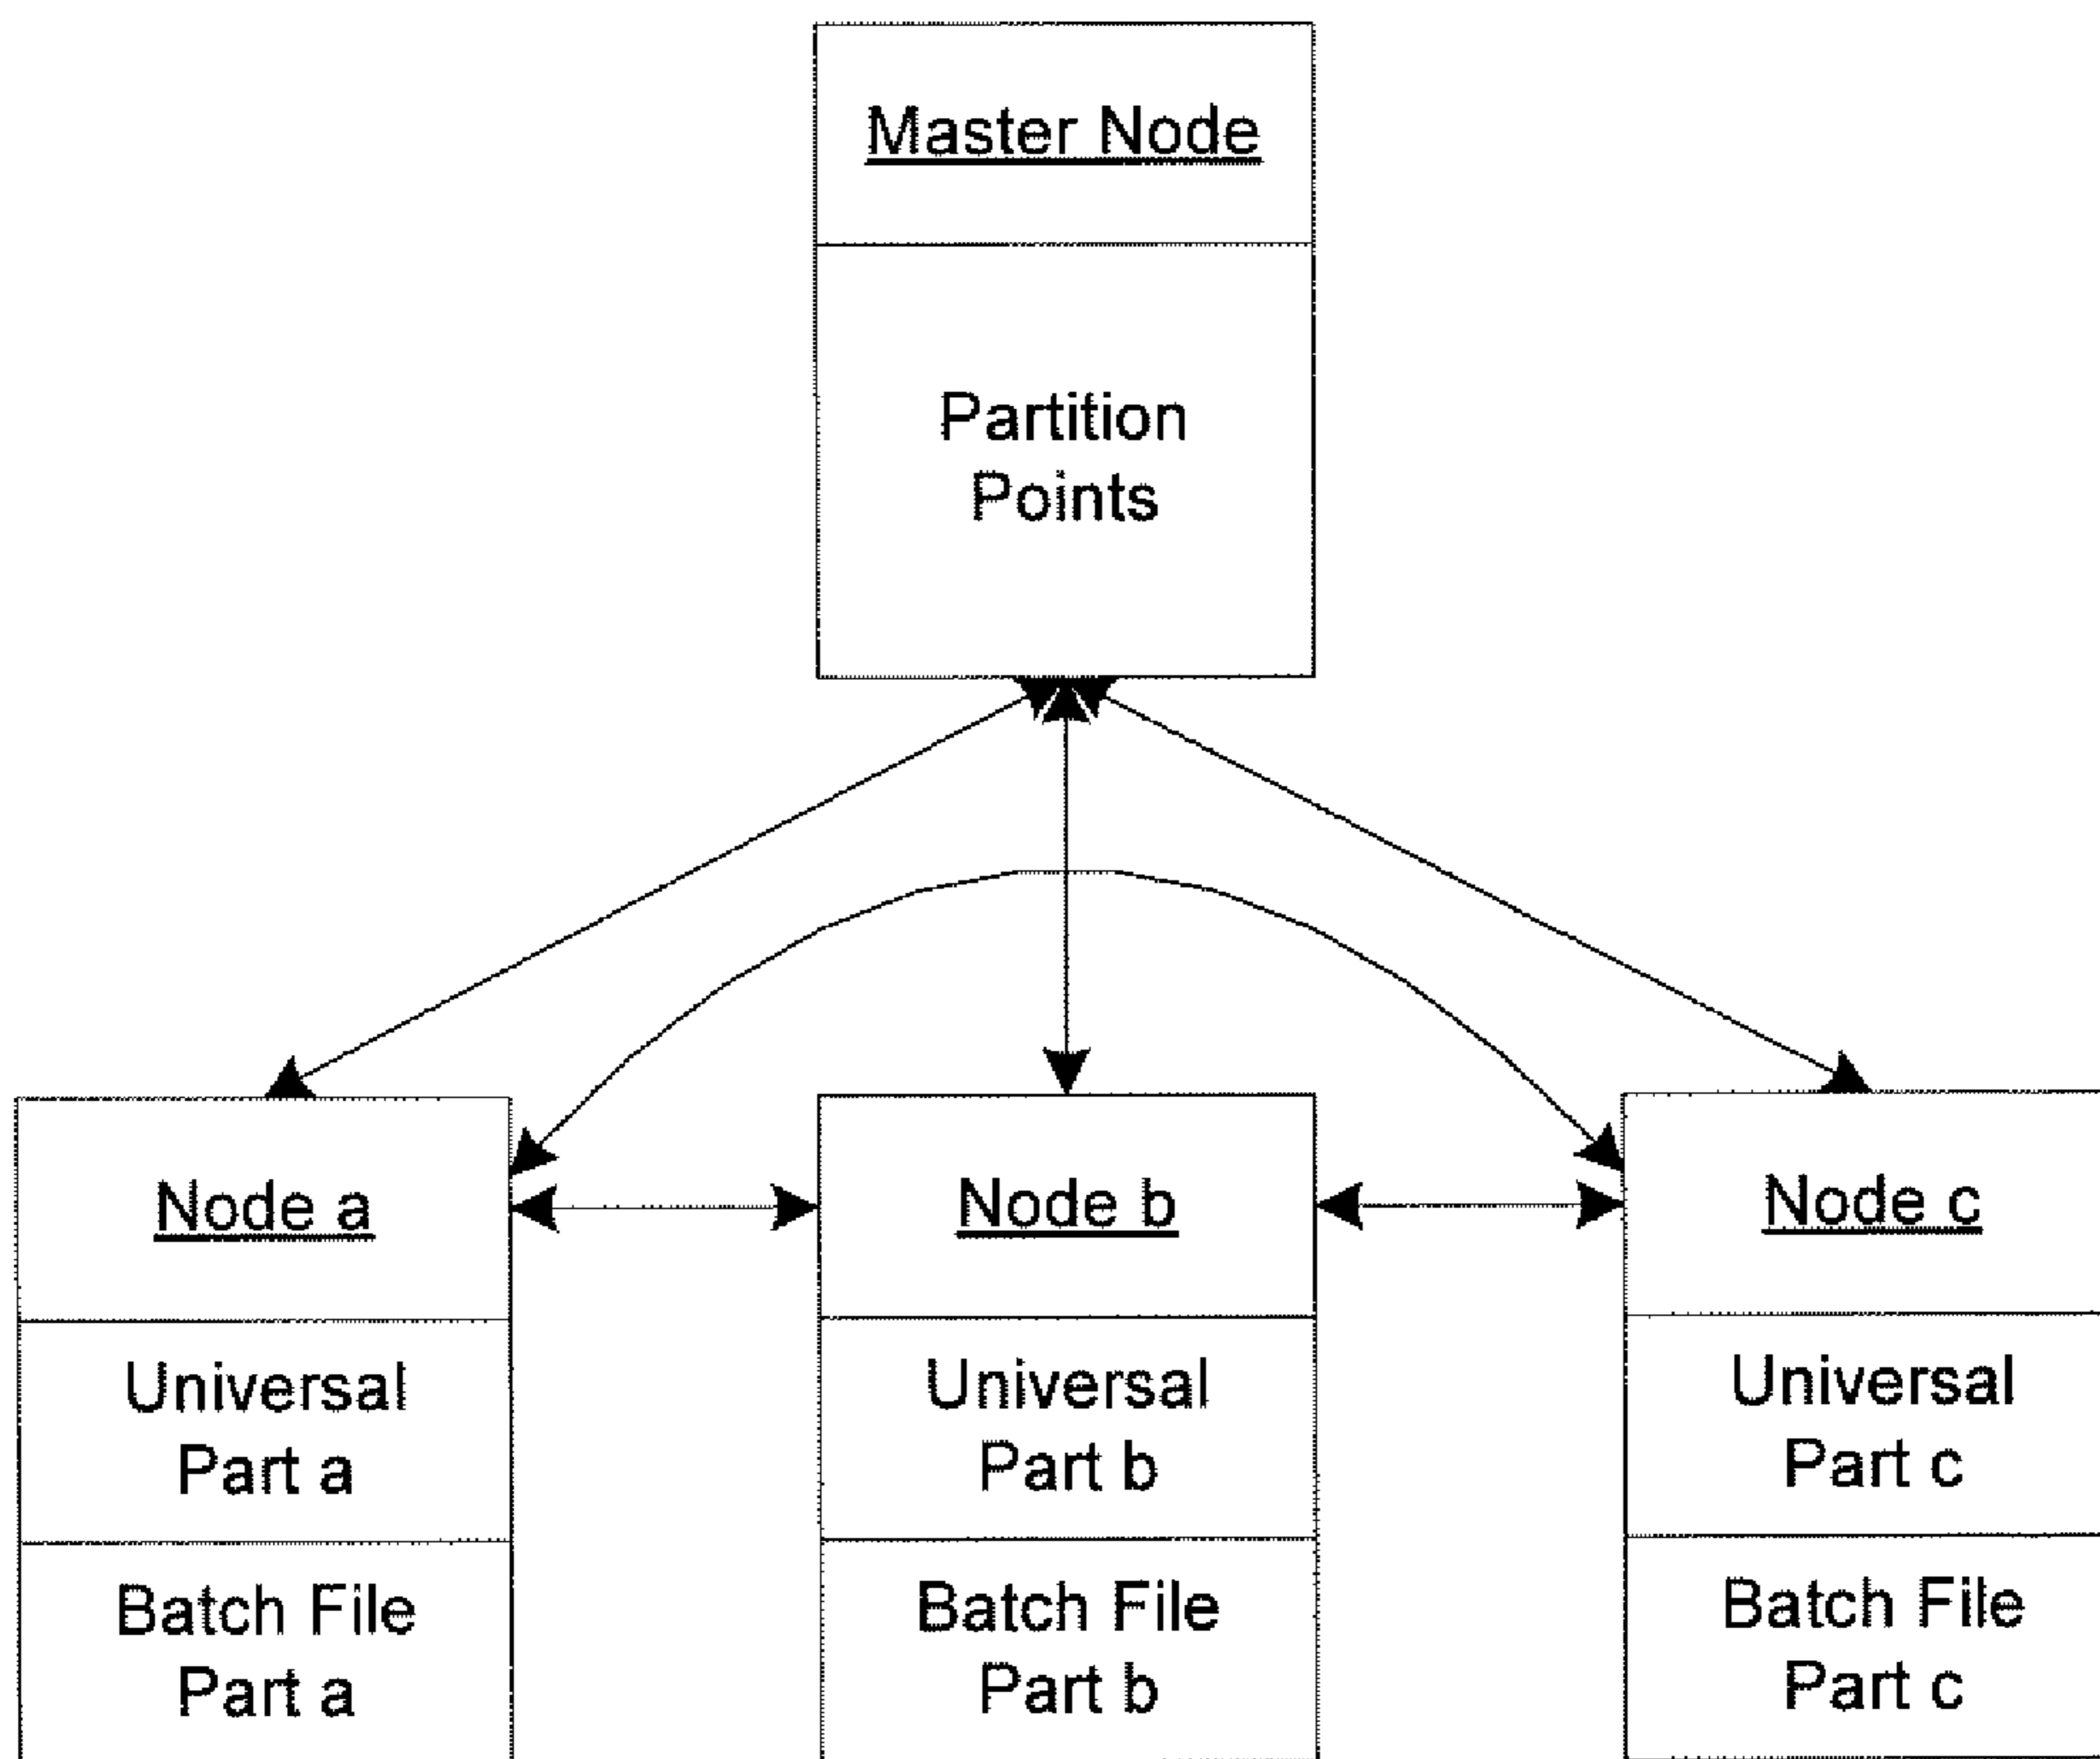 Master Node
Partition
Points
Node a
Universal
Part a
Batch File
Part a
Node b
Universal
Part b
Batch File
Part b
Node c
Universal
Part c
Batch File
Part c